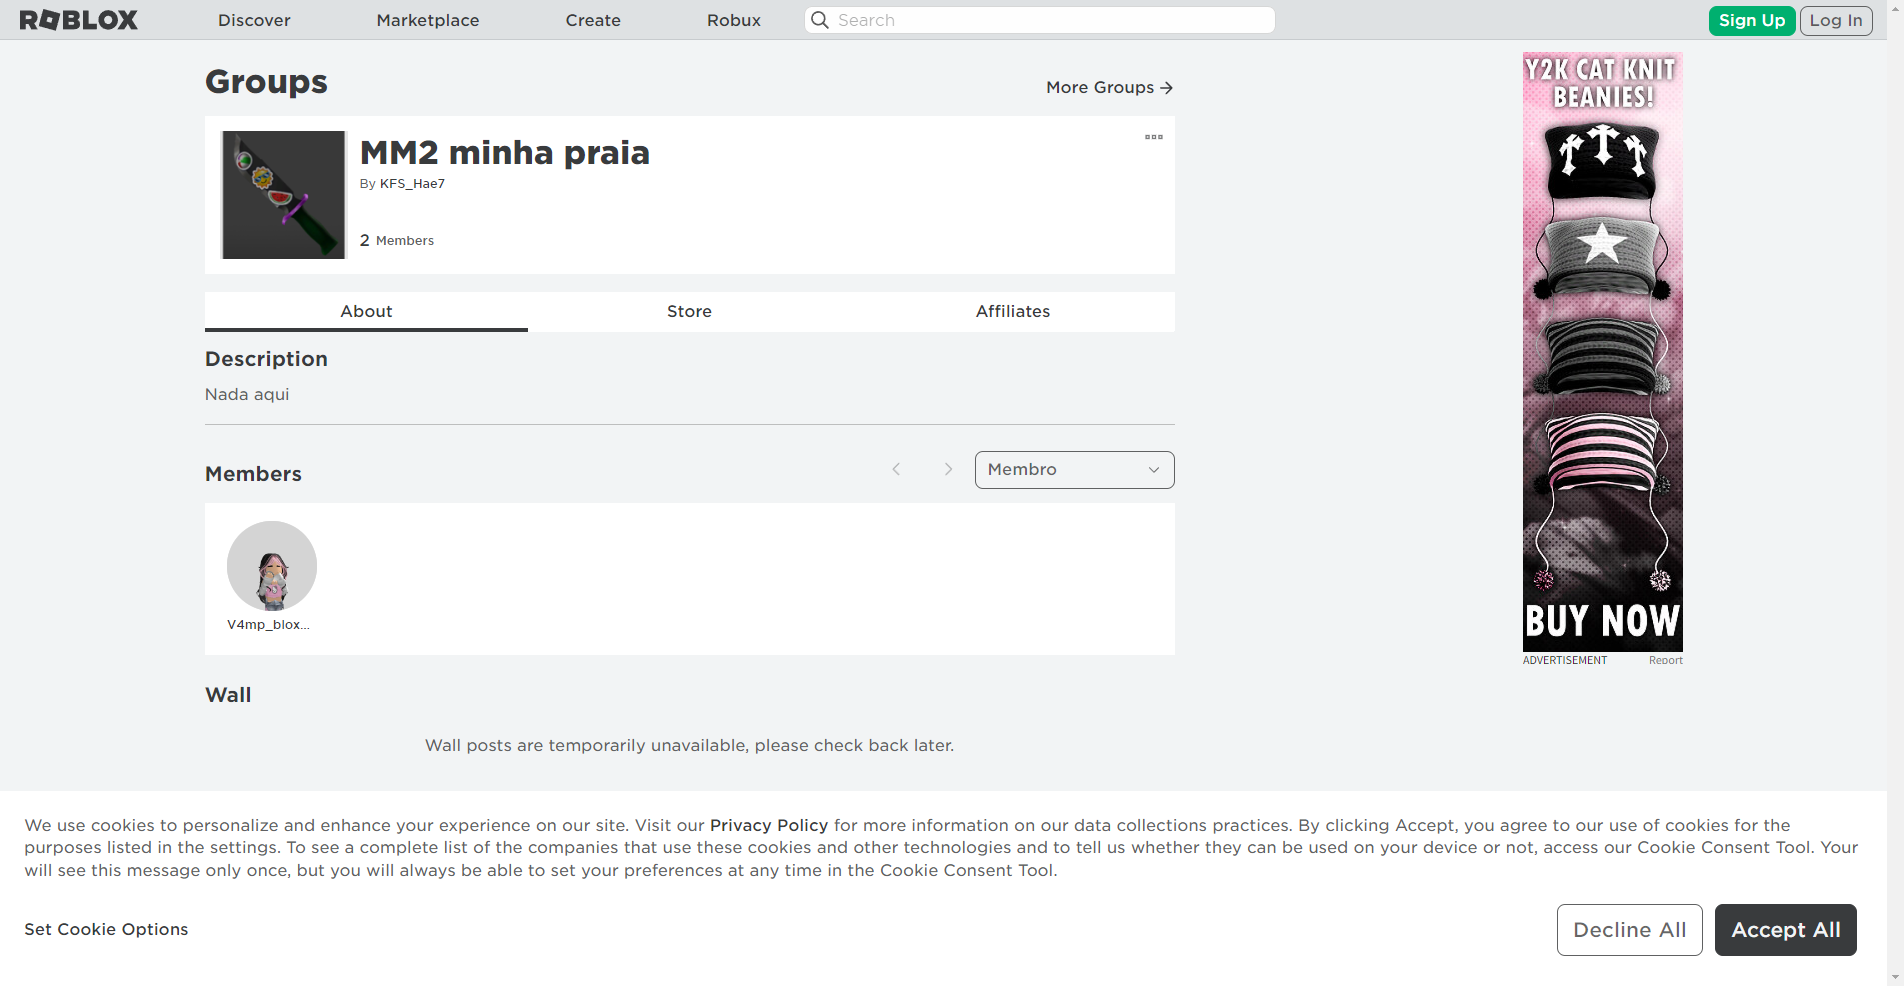 ROBLOX
Discover
Marketplace
Create
Robux
Search
Sign Up
Log In
Groups
More Groups
MM2 minha praia
By KFS_Hae7
2 Members
About
Store
Affiliates
Description
Nada aqui
Members
Membro
V4mp_blox...
Wall
Wall posts are temporarily unavailable, please check back later.
Y2K CAT KNIT
BEANIES!
BUY NOW
ADVERTISEMENT
Report
We use cookies to personalize and enhance your experience on our site. Visit our Privacy Policy for more information on our data collections practices. By clicking Accept, you agree to our use of cookies for the
purposes listed in the settings. To see a complete list of the companies that use these cookies and other technologies and to tell us whether they can be used on your device or not, access our Cookie Consent Tool. Your
will see this message only once, but you will always be able to set your preferences at any time in the Cookie Consent Tool.
Set Cookie Options
Decline All
Accept All